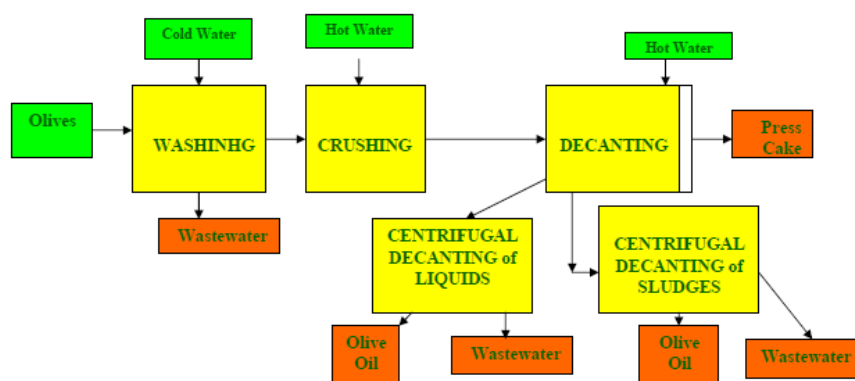 Cold Water
Hot Water
Hot Water
Olives
WASHINHG
CRUSHING
DECANTING
Press
Cake
Wastewater
CENTRIFUGAL
DECANTING of
LIQUIDS
CENTRIFUGAL
DECANTING of
SLUDGES
Olive
Oil
Wastewater
Olive
Oil
Wastewater